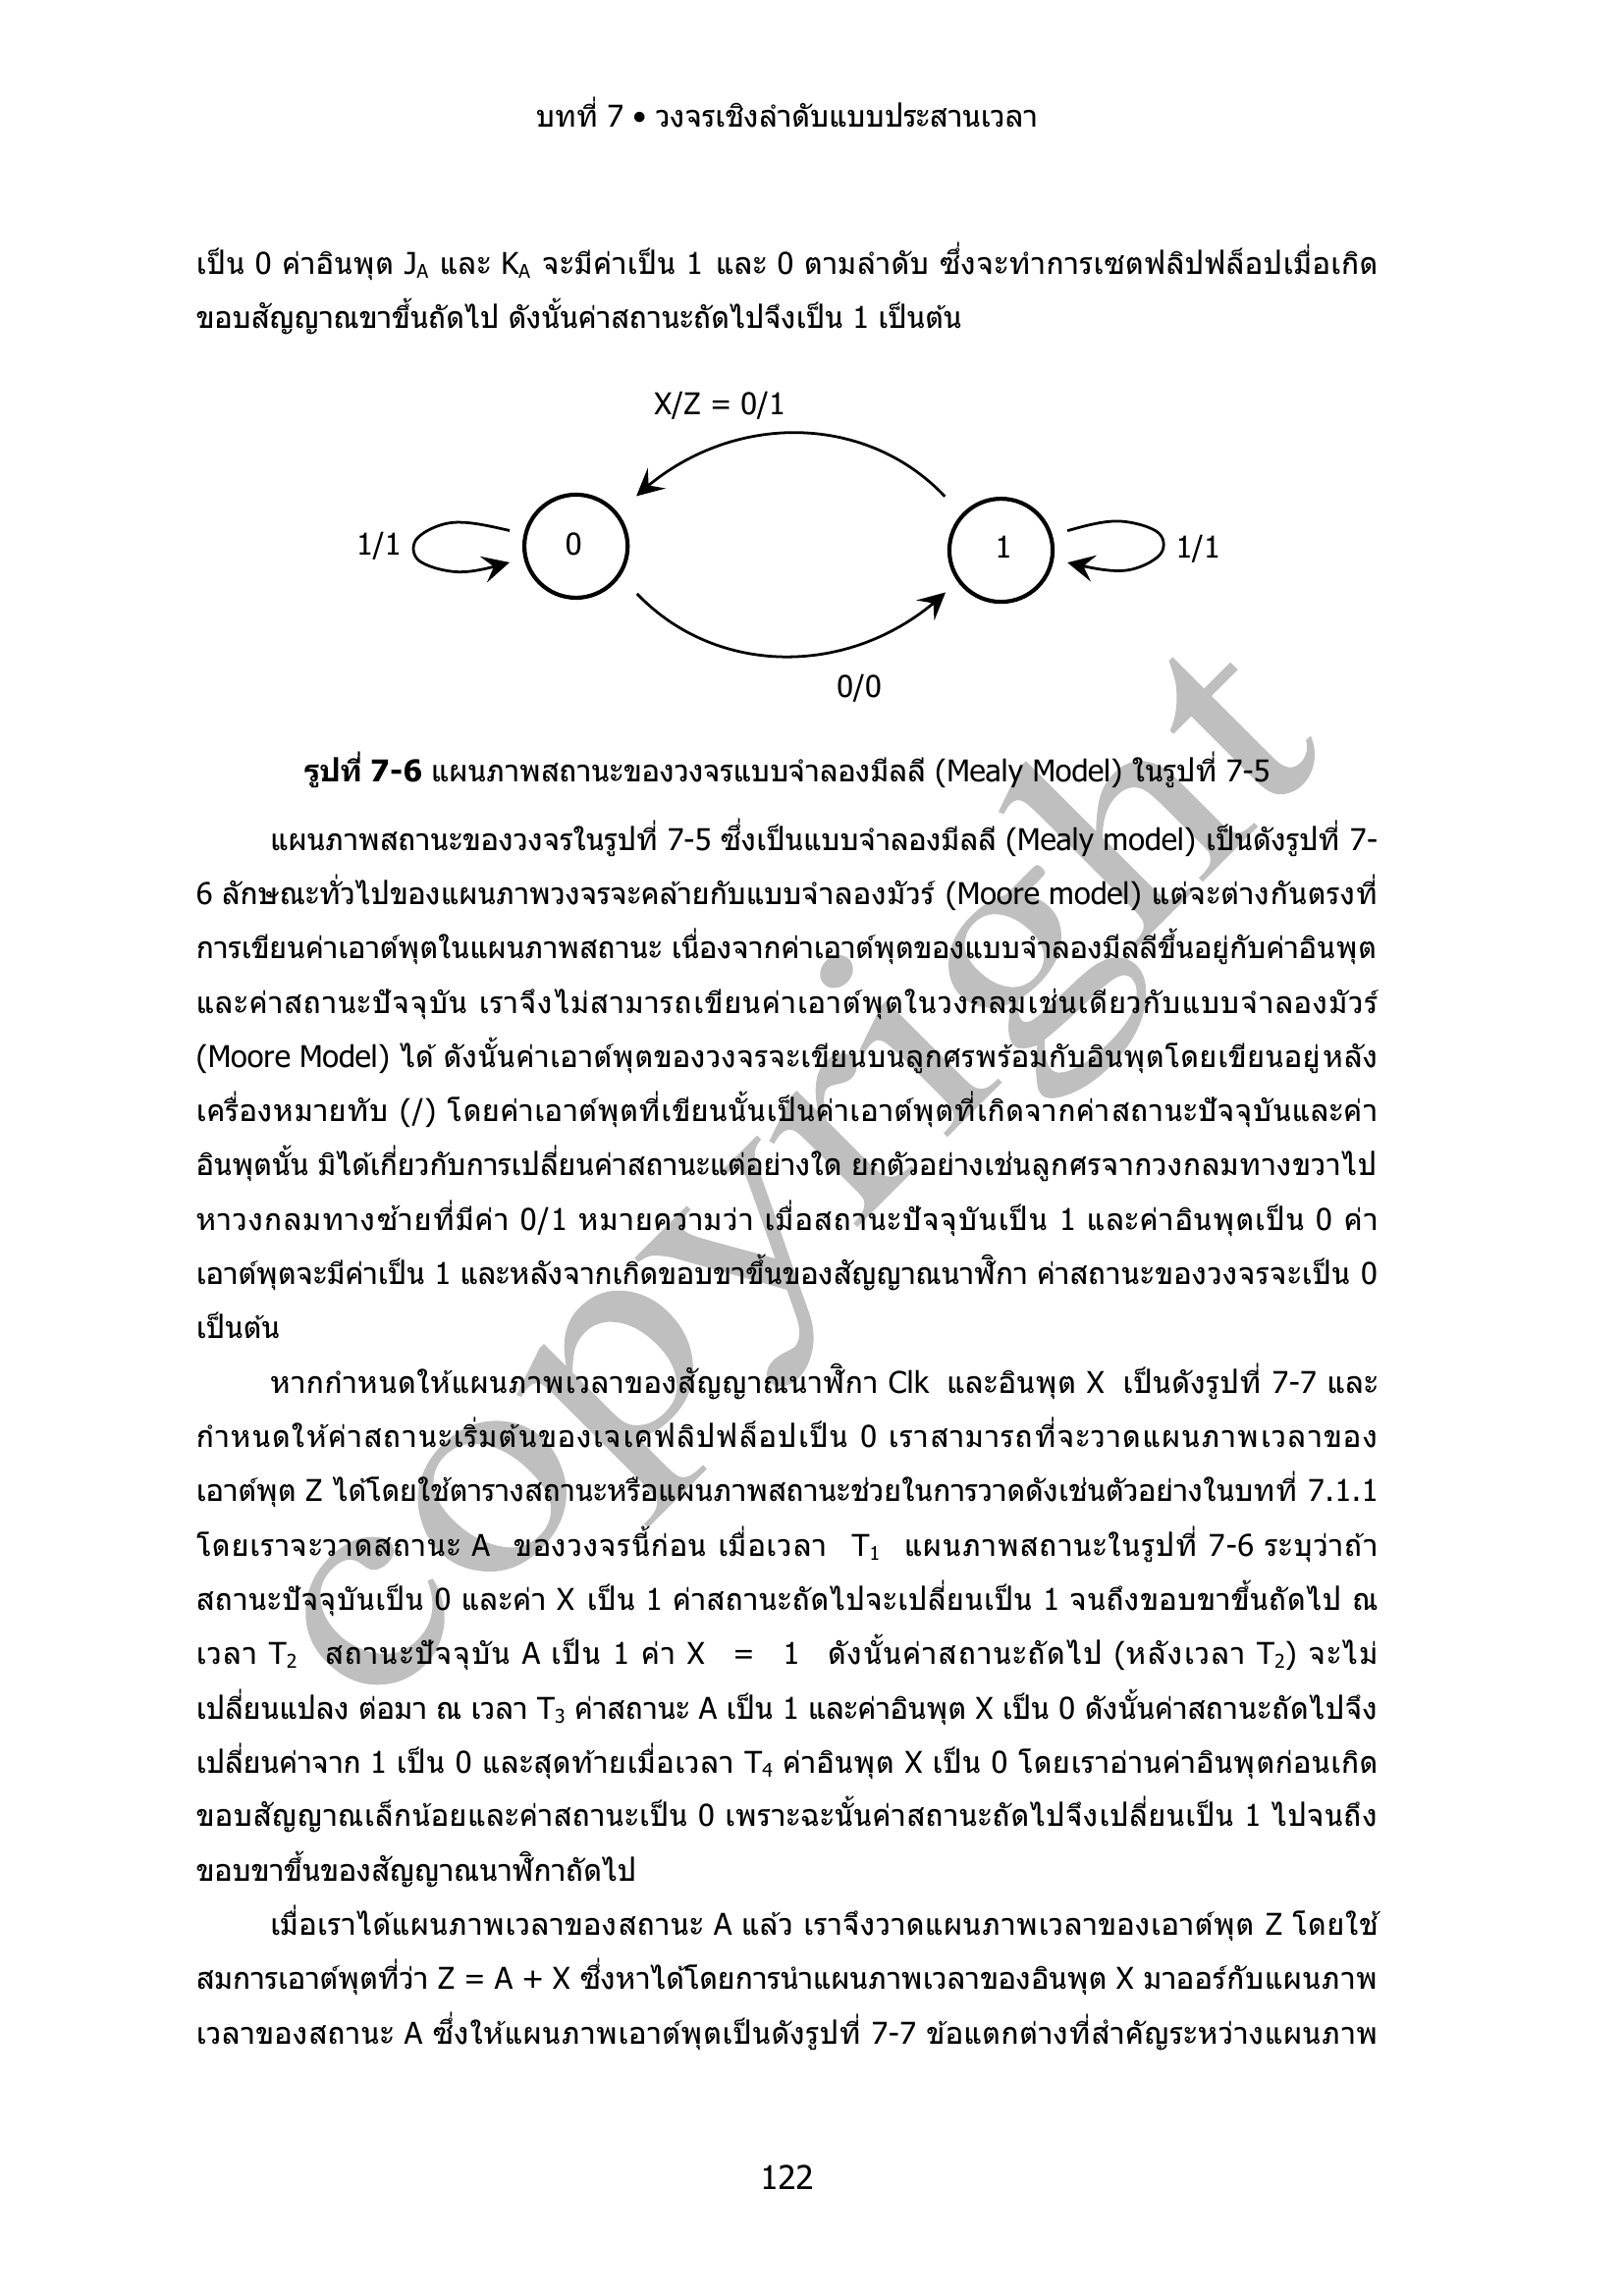 บทที่ 7 • วงจรเชิงลำดับแบบประสานเวลา
เป็น 0 ค่าอินพุต J_A และ K_A จะมีค่าเป็น 1 และ 0 ตามลำดับ ซึ่งจะทำการเซตฟลิปฟล็อปเมื่อเกิด
ขอบสัญญาณขาขึ้นถัดไป ดังนั้นค่าสถานะถัดไปจึงเป็น 1 เป็นต้น
X/Z = 0/1
1/1
0
1
1/1
0/0
รูปที่ 7-6 แผนภาพสถานะของวงจรแบบจำลองมีลลี (Mealy Model) ในรูปที่ 7-5
แผนภาพสถานะของวงจรในรูปที่ 7-5 ซึ่งเป็นแบบจำลองมีลลี (Mealy model) เป็นดังรูปที่ 7-
6 ลักษณะทั่วไปของแผนภาพวงจรจะคล้ายกับแบบจำลองมัวร์ (Moore model) แต่จะต่างกันตรงที่
การเขียนค่าเอาต์พุตในแผนภาพสถานะ เนื่องจากค่าเอาต์พุตของแบบจำลองมีลลีขึ้นอยู่กับค่าอินพุต
และค่าสถานะปัจจุบัน เราจึงไม่สามารถเขียนค่าเอาต์พุตในวงกลมเช่นเดียวกับแบบจำลองมัวร์
(Moore Model) ได้ ดังนั้นค่าเอาต์พุตของวงจรจะเขียนบนลูกศรพร้อมกับอินพุตโดยเขียนอยู่หลัง
เครื่องหมายทับ (/) โดยค่าเอาต์พุตที่เขียนนั้นเป็นค่าเอาต์พุตที่เกิดจากค่าสถานะปัจจุบันและค่า
อินพุตนั้น มิได้เกี่ยวกับการเปลี่ยนค่าสถานะแต่อย่างใด ยกตัวอย่างเช่นลูกศรจากวงกลมทางขวาไป
หาวงกลมทางซ้ายที่มีค่า 0/1 หมายความว่า เมื่อสถานะปัจจุบันเป็น 1 และค่าอินพุตเป็น 0 ค่า
เอาต์พุตจะมีค่าเป็น 1 และหลังจากเกิดขอบขาขึ้นของสัญญาณนาฬิกา ค่าสถานะของวงจรจะเป็น 0
เป็นต้น
หากกำหนดให้แผนภาพเวลาของสัญญาณนาฬิกา Clk และอินพุต X เป็นดังรูปที่ 7-7 และ
กำหนดให้ค่าสถานะเริ่มต้นของเจเคฟลิปฟล็อปเป็น 0 เราสามารถที่จะวาดแผนภาพเวลาของ
เอาต์พุต Z ได้โดยใช้ตารางสถานะหรือแผนภาพสถานะช่วยในการวาดดังเช่นตัวอย่างในบทที่ 7.1.1
โดยเราจะวาดสถานะ A ของวงจรนี้ก่อน เมื่อเวลา T₁ แผนภาพสถานะในรูปที่ 7-6 ระบุว่าถ้า
สถานะปัจจุบันเป็น 0 และค่า X เป็น 1 ค่าสถานะถัดไปจะเปลี่ยนเป็น 1 จนถึงขอบขาขึ้นถัดไป ณ
เวลา T₂ สถานะปัจจุบัน A เป็น 1 ค่า X = 1 ดังนั้นค่าสถานะถัดไป (หลังเวลา T₂) จะไม่
เปลี่ยนแปลง ต่อมา ณ เวลา T₃ ค่าสถานะ A เป็น 1 และค่าอินพุต X เป็น 0 ดังนั้นค่าสถานะถัดไปจึง
เปลี่ยนค่าจาก 1 เป็น 0 และสุดท้ายเมื่อเวลา T₄ ค่าอินพุต X เป็น 0 โดยเราอ่านค่าอินพุตก่อนเกิด
ขอบสัญญาณเล็กน้อยและค่าสถานะเป็น 0 เพราะฉะนั้นค่าสถานะถัดไปจึงเปลี่ยนเป็น 1 ไปจนถึง
ขอบขาขึ้นของสัญญาณนาฬิกาถัดไป
เมื่อเราได้แผนภาพเวลาของสถานะ A แล้ว เราจึงวาดแผนภาพเวลาของเอาต์พุต Z โดยใช้
สมการเอาต์พุตที่ว่า Z = A + X ซึ่งหาได้โดยการนำแผนภาพเวลาของอินพุต X มาออร์กับแผนภาพ
เวลาของสถานะ A ซึ่งให้แผนภาพเอาต์พุตเป็นดังรูปที่ 7-7 ข้อแตกต่างที่สำคัญระหว่างแผนภาพ
122
copyright